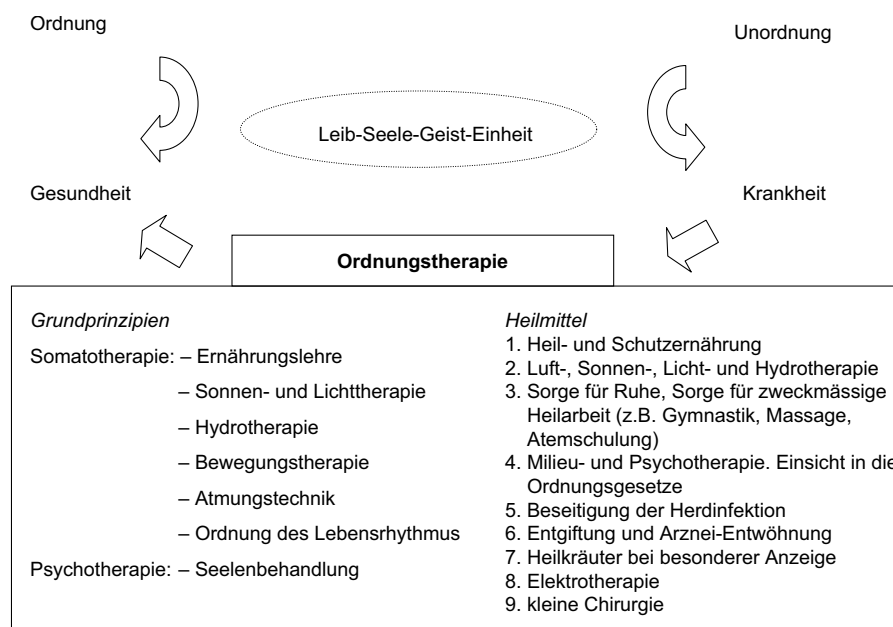 Ordnung
Unordnung
Leib-Seele-Geist-Einheit
Gesundheit
Krankheit
Ordnungstherapie
Grundprinzipien
Somatotherapie: – Ernährungslehre
– Sonnen- und Lichttherapie
– Hydrotherapie
– Bewegungstherapie
– Atmungstechnik
– Ordnung des Lebensrhythmus
Psychotherapie: – Seelenbehandlung
Heilmittel
1. Heil- und Schutzernährung
2. Luft-, Sonnen-, Licht- und Hydrotherapie
3. Sorge für Ruhe, Sorge für zweckmässige
Heilarbeit (z.B. Gymnastik, Massage,
Atemschulung)
4. Milieu- und Psychotherapie. Einsicht in die
Ordnungsgesetze
5. Beseitigung der Herdinfektion
6. Entgiftung und Arznei-Entwöhnung
7. Heilkräuter bei besonderer Anzeige
8. Elektrotherapie
9. kleine Chirurgie